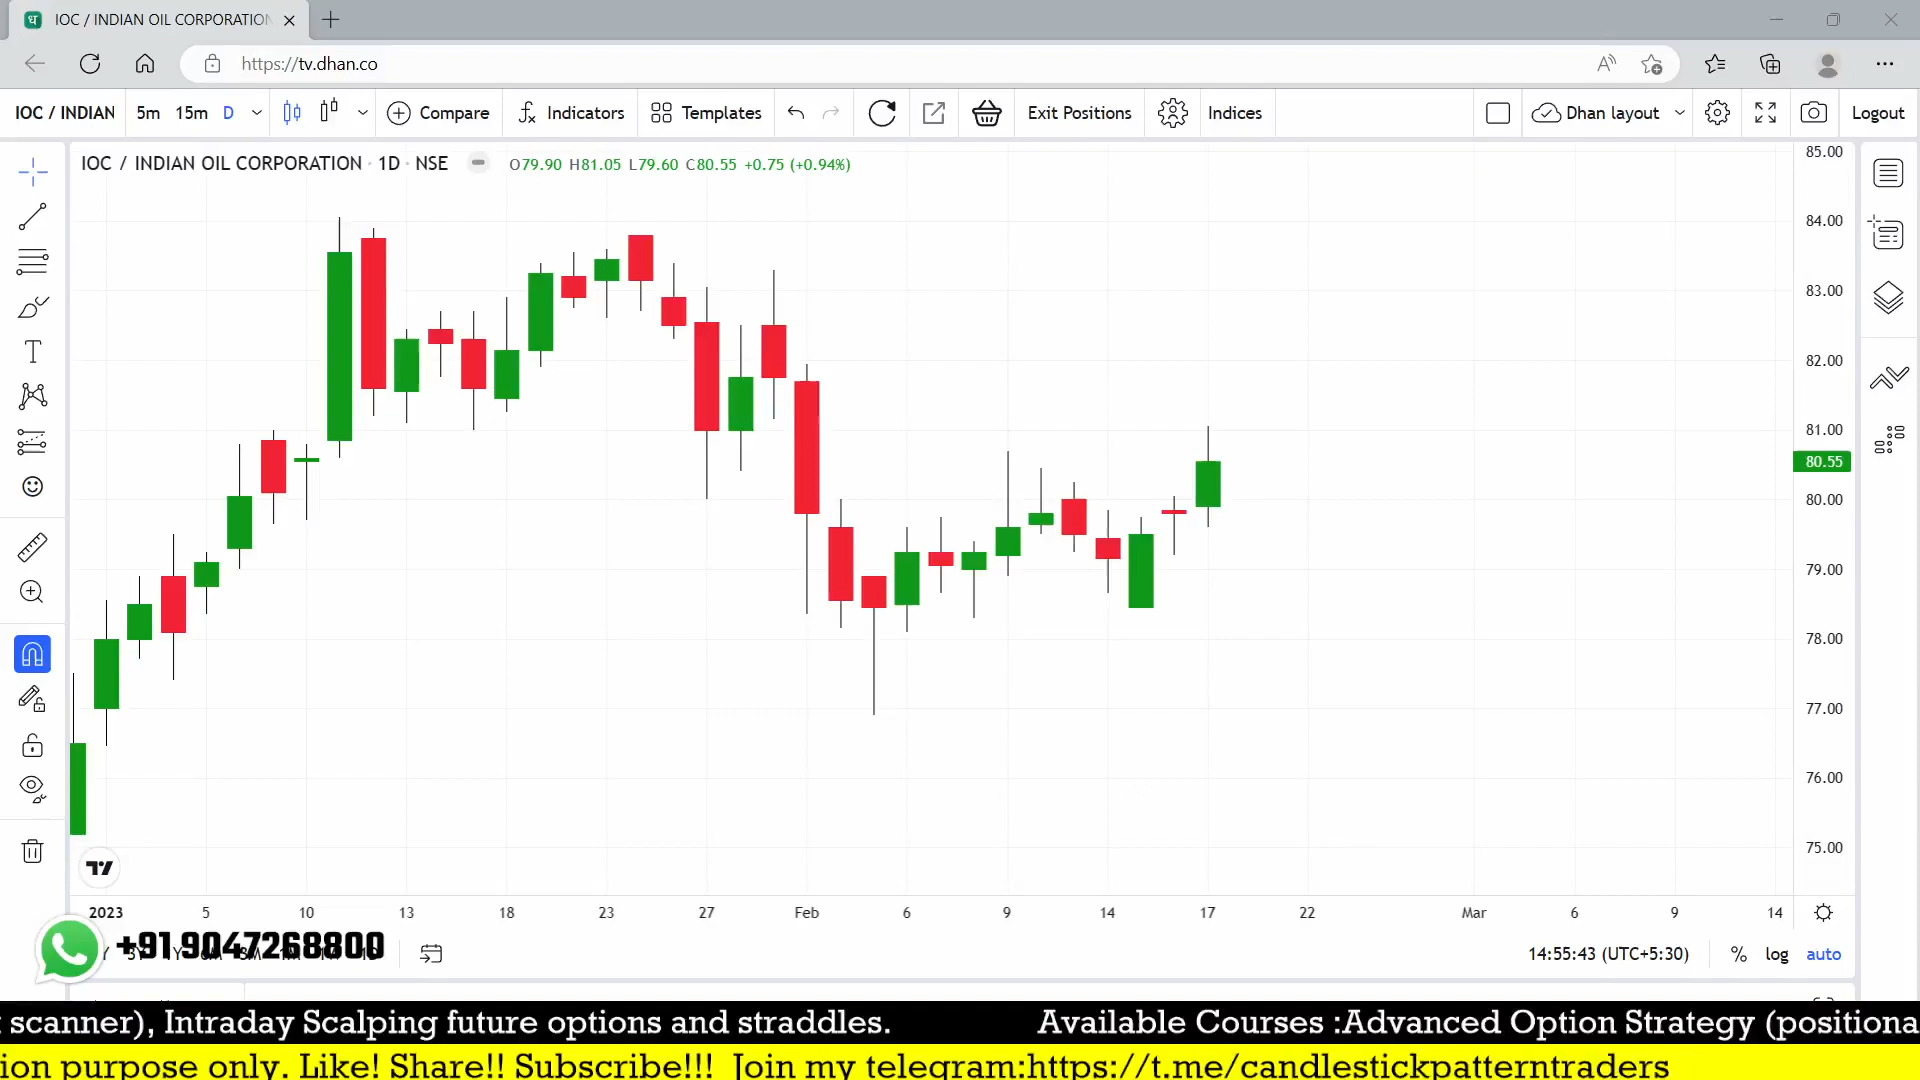 IOC / INDIAN OIL CORPORATION
https://tv.dhan.co
IOC / INDIAN 5m 15m D Compare Indicators Templates Exit Positions Indices Dhan layout Logout
IOC / INDIAN OIL CORPORATION · 1D · NSE O79.90 H81.05 L79.60 C80.55 +0.75 (+0.94%)
85.00
84.00
83.00
82.00
81.00
80.55
80.00
79.00
78.00
77.00
76.00
75.00
2023 5 10 13 18 23 27 Feb 6 9 14 17 22 Mar 6 9 14
+91 9047268800
14:55:43 (UTC+5:30) % log auto
scanner), Intraday Scalping future options and straddles. Available Courses :Advanced Option Strategy (positiona
ion purpose only. Like! Share!! Subscribe!!! Join my telegram:https://t.me/candlestickpatterntraders